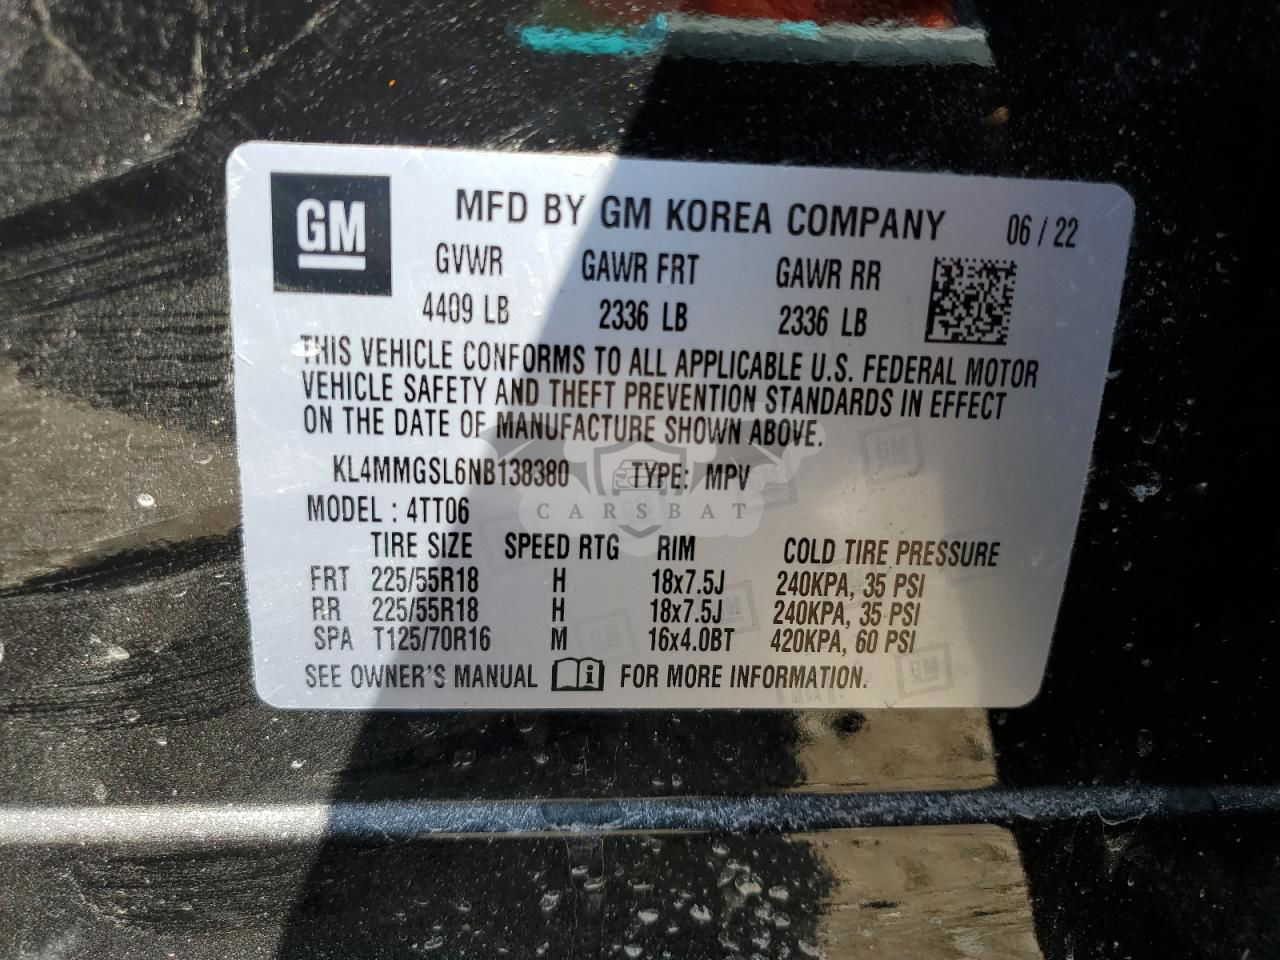 GM
MFD BY GM KOREA COMPANY 06 / 22
GVWR GAWR FRT GAWR RR
4409 LB 2336 LB 2336 LB
THIS VEHICLE CONFORMS TO ALL APPLICABLE U.S. FEDERAL MOTOR
VEHICLE SAFETY AND THEFT PREVENTION STANDARDS IN EFFECT
ON THE DATE OF MANUFACTURE SHOWN ABOVE.
KL4MMGSL6NB138380 TYPE: MPV
CARSBAT
MODEL : 4TT06
TIRE SIZE SPEED RTG RIM COLD TIRE PRESSURE
FRT 225/55R18 H 18x7.5J 240KPA, 35 PSI
RR 225/55R18 H 18x7.5J 240KPA, 35 PSI
SPA T125/70R16 M 16x4.0BT 420KPA, 60 PSI
SEE OWNER'S MANUAL FOR MORE INFORMATION.
GM